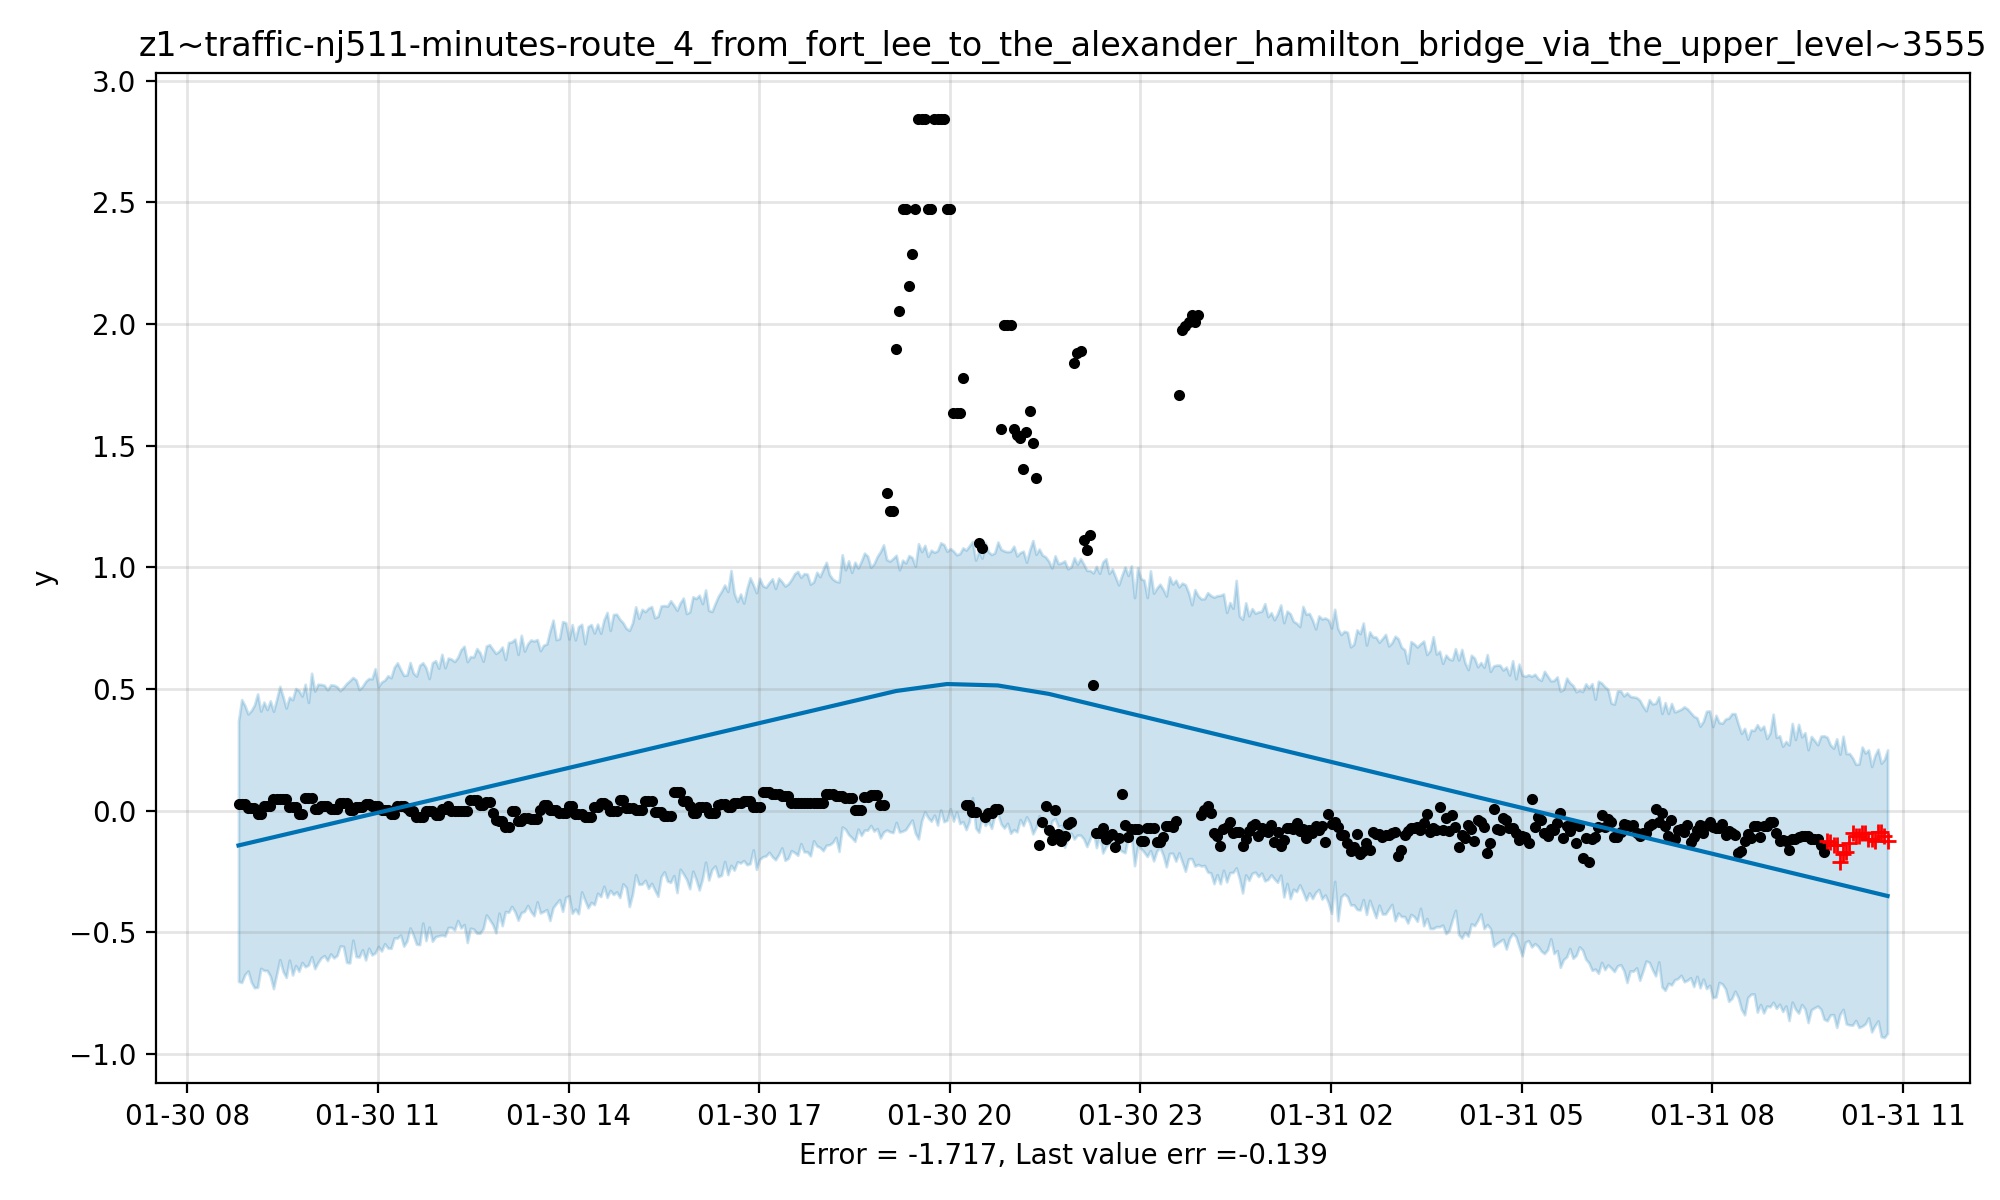 z1~traffic-nj511-minutes-route_4_from_fort_lee_to_the_alexander_hamilton_bridge_via_the_upper_level~3555
3.0
2.5
2.0
1.5
1.0
0.5
0.0
−0.5
−1.0
y
01-30 08 01-30 11 01-30 14 01-30 17 01-30 20 01-30 23 01-31 02 01-31 05 01-31 08 01-31 11
Error = -1.717, Last value err =-0.139